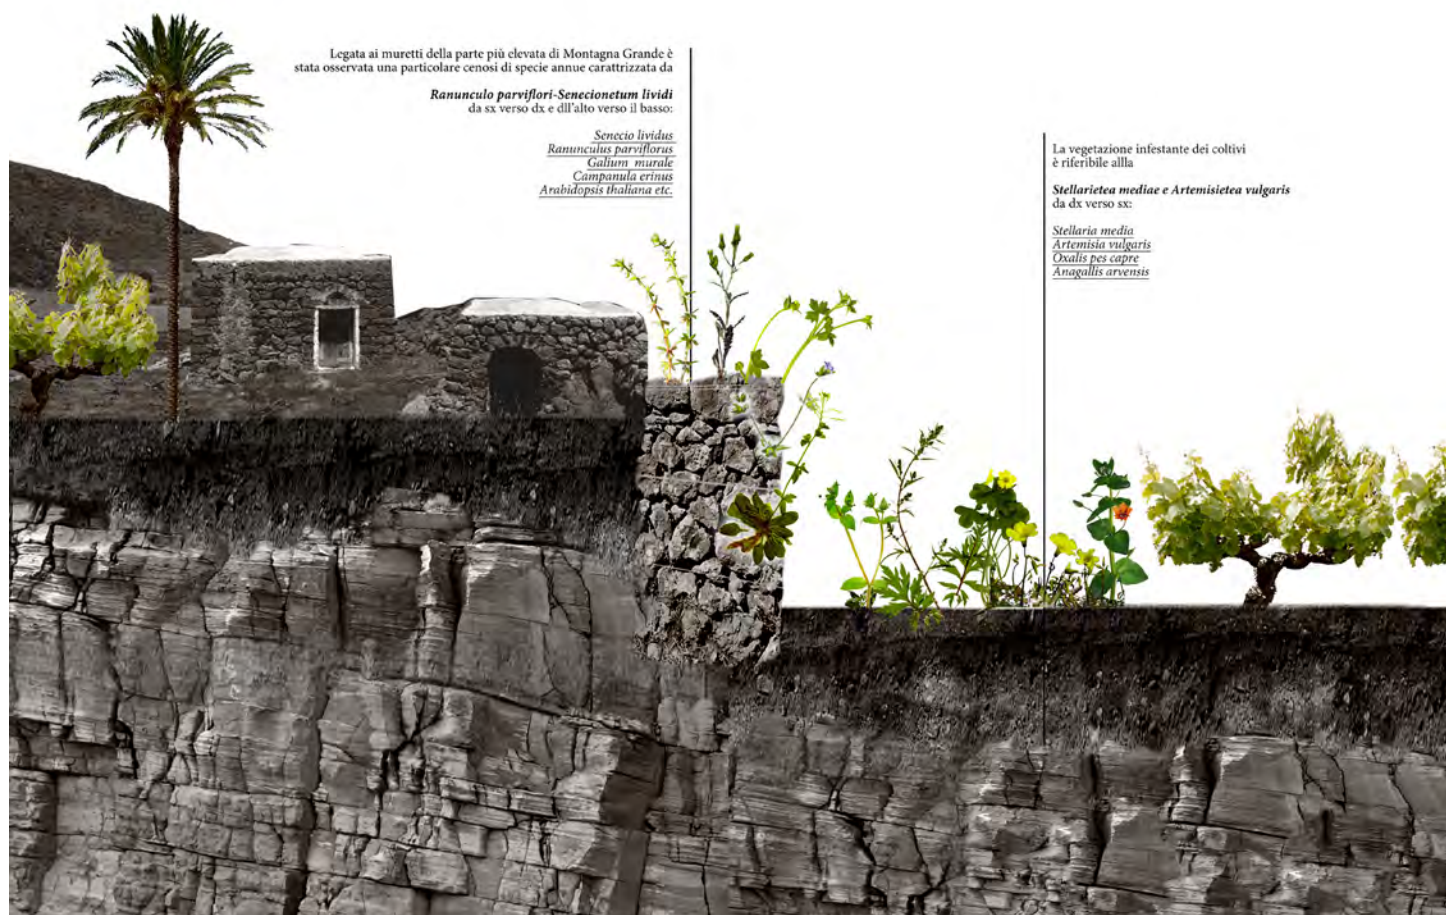 Legata ai muretti della parte più elevata di Montagna Grande è
stata osservata una particolare cenosi di specie annue carattrizzata da
Ranunculo parviflori-Senecionetum lividi
da sx verso dx e dll'alto verso il basso:
Senecio lividus
Ranunculus parviflorus
Galium murale
Campanula erinus
Arabidopsis thaliana etc.
La vegetazione infestante dei coltivi
è riferibile allla
Stellarietea mediae e Artemisietea vulgaris
da dx verso sx:
Stellaria media
Artemisia vulgaris
Oxalis pes capre
Anagallis arvensis